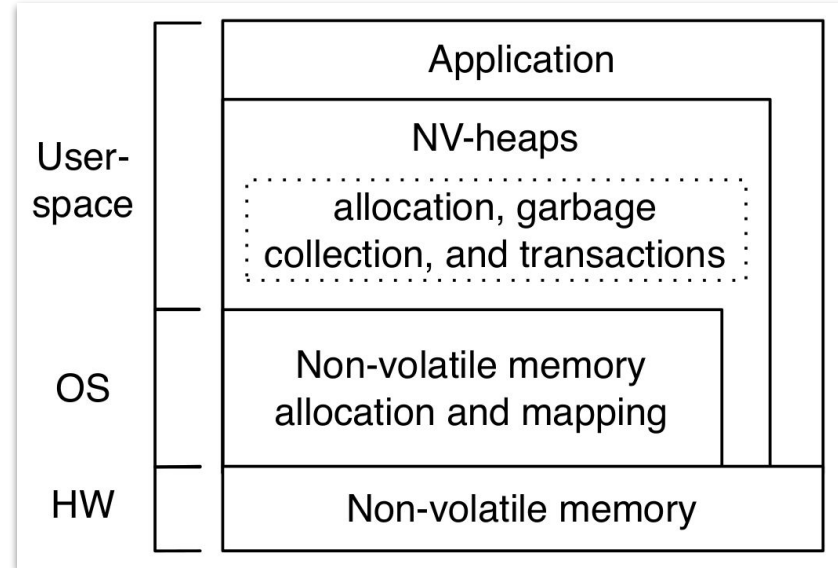 Application
User-
space
NV-heaps
allocation, garbage
collection, and transactions
OS
Non-volatile memory
allocation and mapping
HW
Non-volatile memory